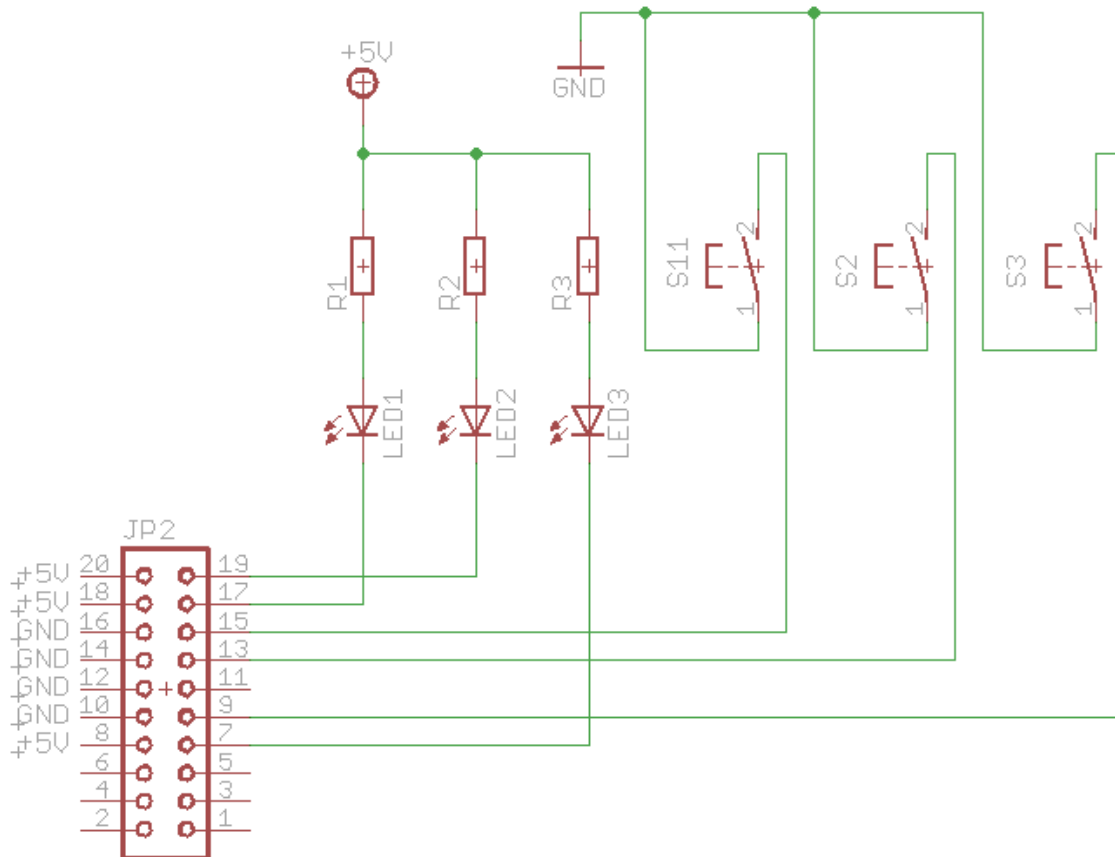 +5V
GND
R1
R2
R3
S11
2
1
S2
2
1
S3
2
1
LED1
LED2
LED3
JP2
+5V 20 19
+5V 18 17
GND 16 15
GND 14 13
GND 12 11
GND 10 9
+5V 8 7
6 5
4 3
2 1